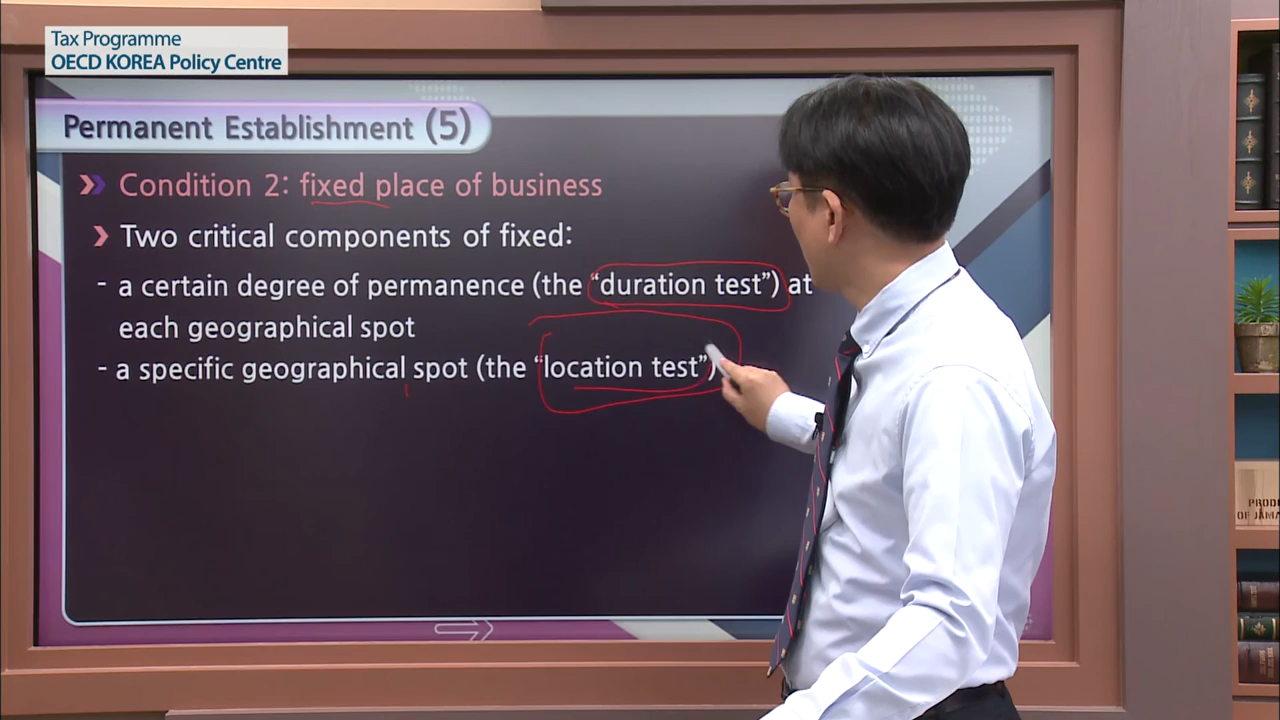 Tax Programme
OECD KOREA Policy Centre
Permanent Establishment (5)
Condition 2: fixed place of business
Two critical components of fixed:
- a certain degree of permanence (the “duration test”) at
each geographical spot
- a specific geographical spot (the “location test”)